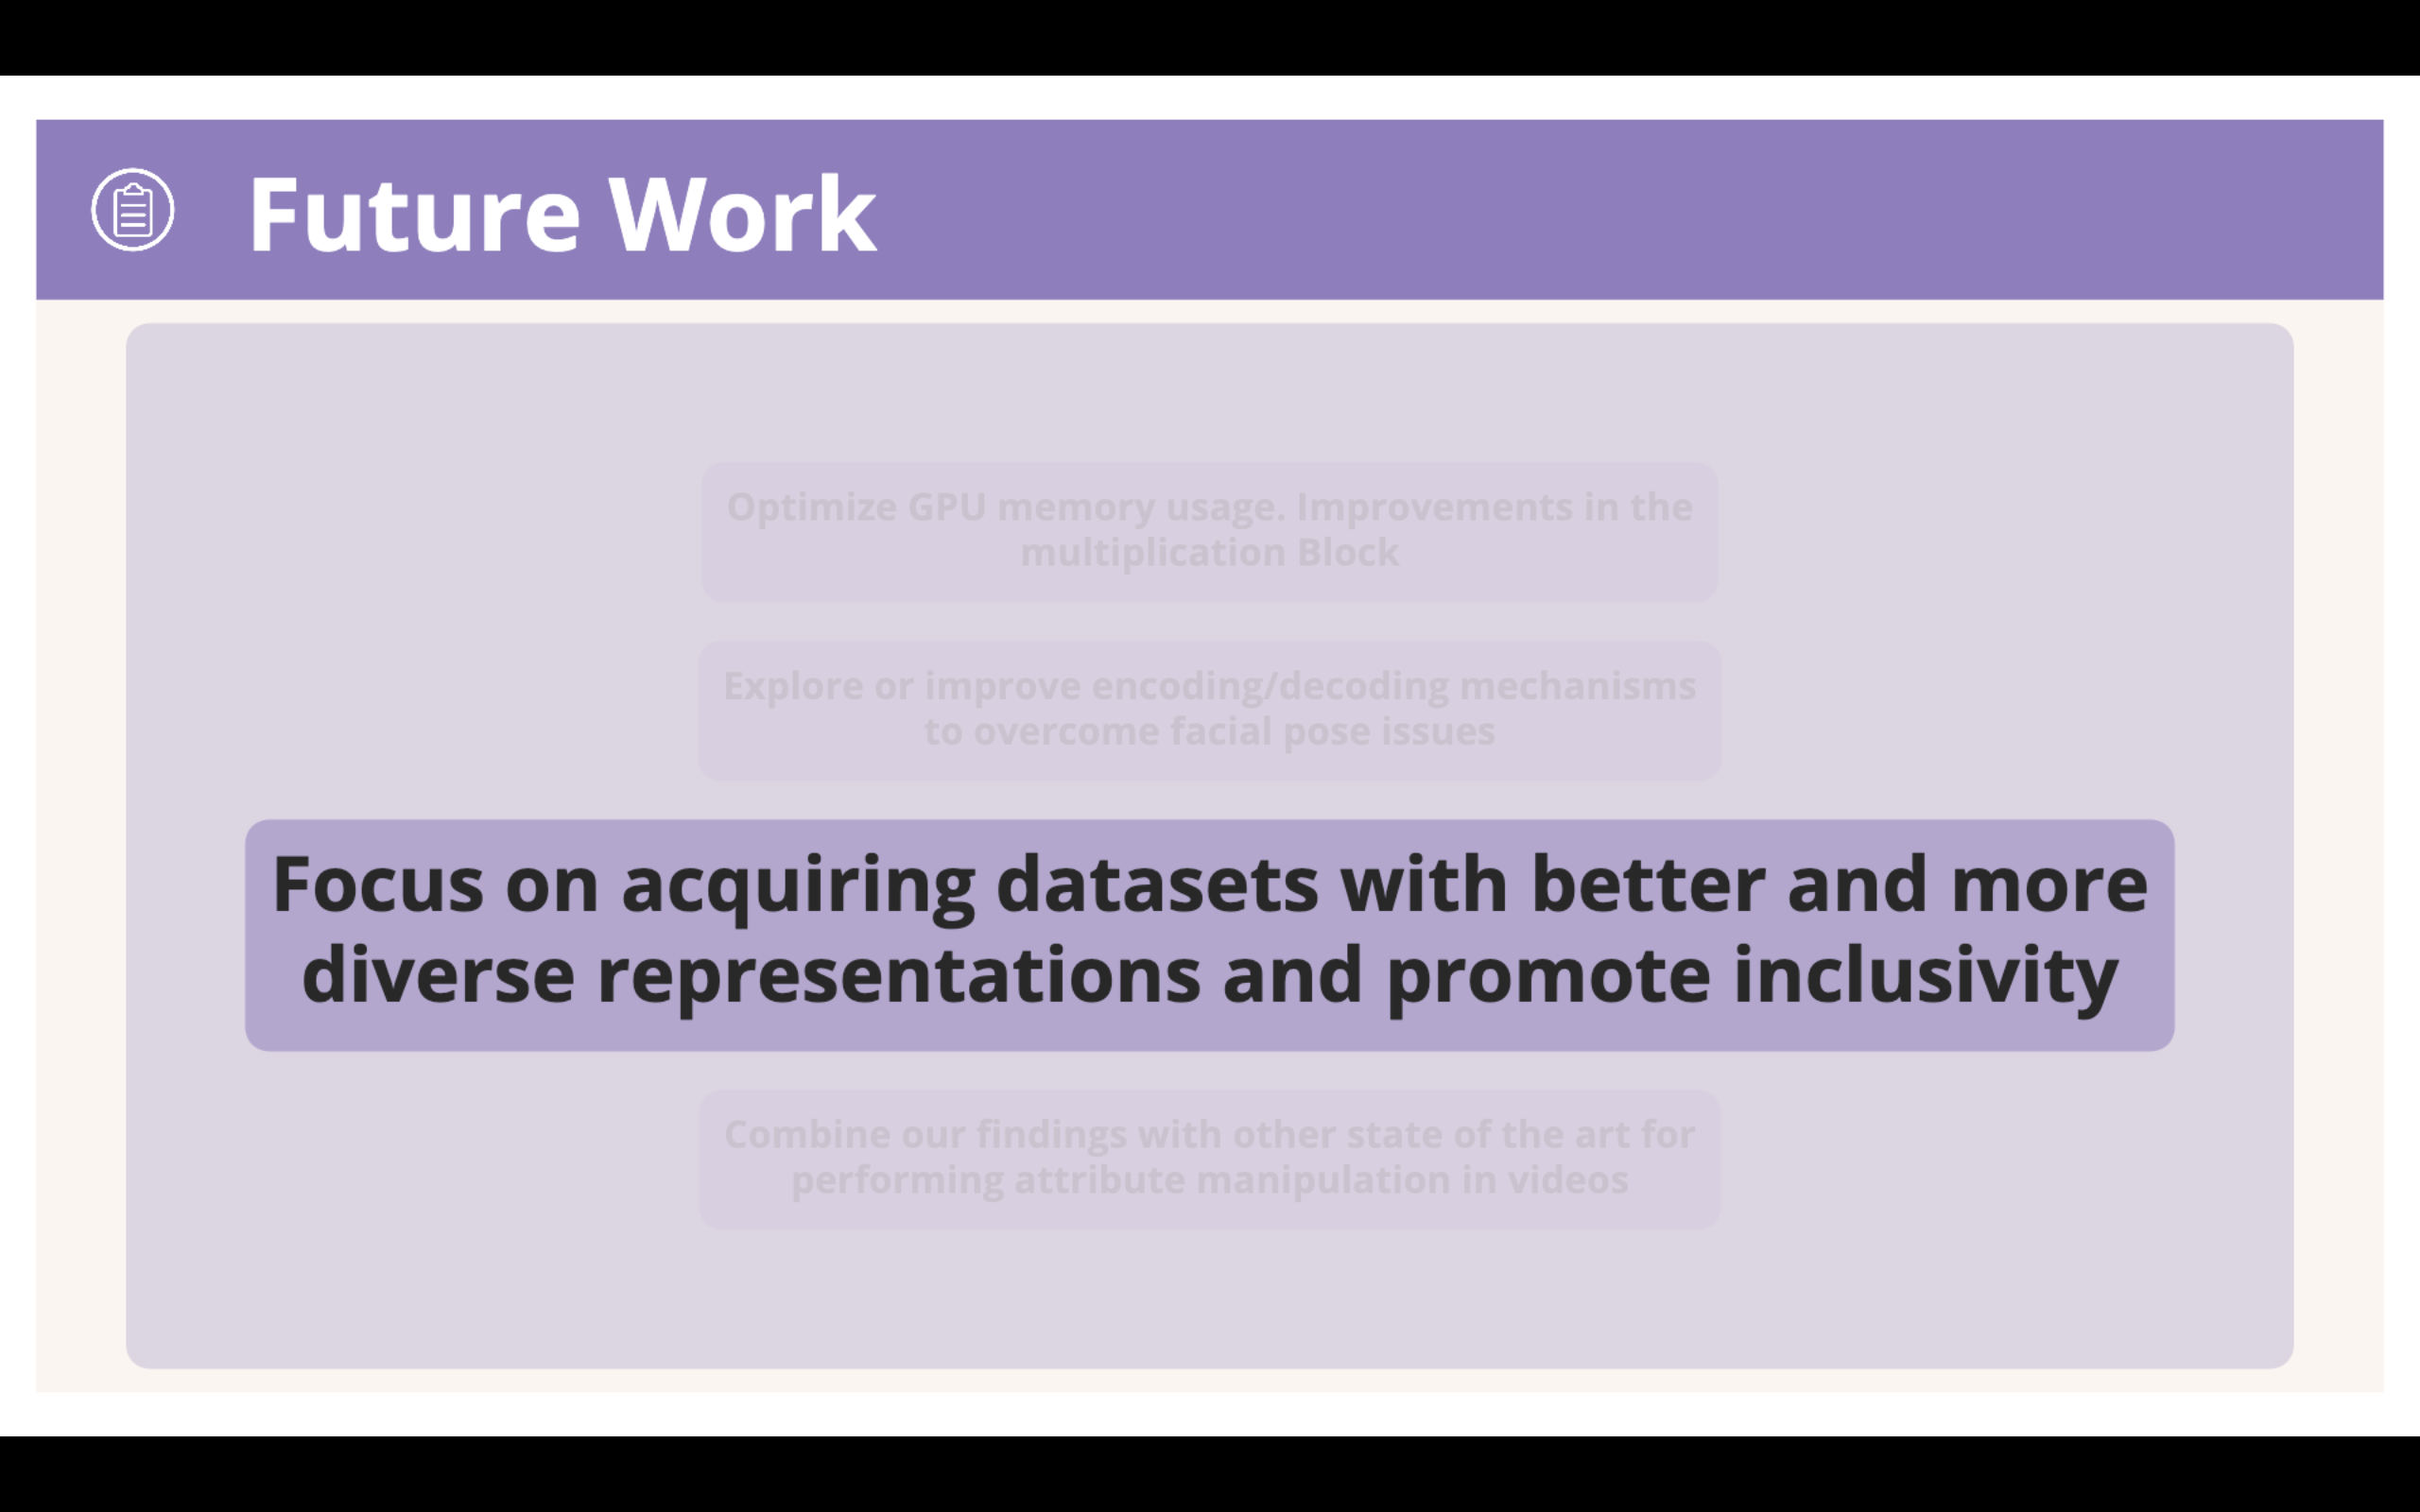 Future Work
Optimize GPU memory usage. Improvements in the
multiplication Block
Explore or improve encoding/decoding mechanisms
to overcome facial pose issues
Focus on acquiring datasets with better and more
diverse representations and promote inclusivity
Combine our findings with other state of the art for
performing attribute manipulation in videos